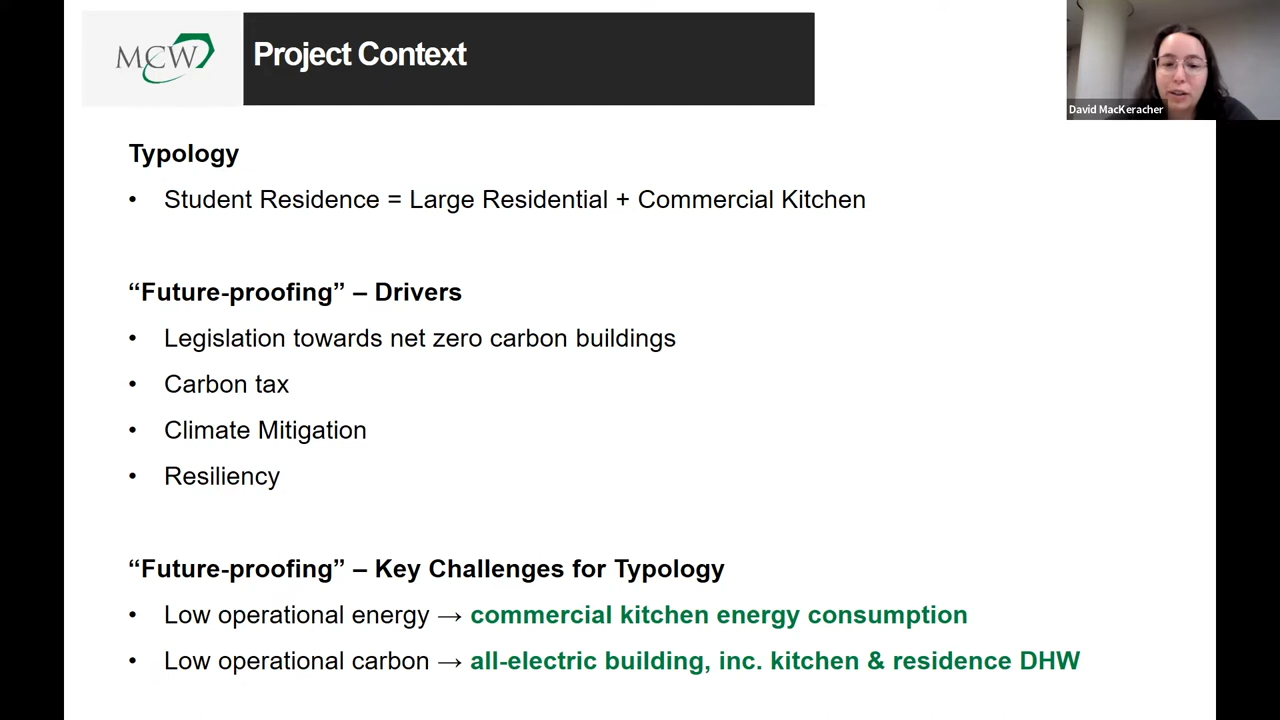 MCW
Project Context
David MacKeracher
Typology
• Student Residence = Large Residential + Commercial Kitchen
“Future-proofing” – Drivers
• Legislation towards net zero carbon buildings
• Carbon tax
• Climate Mitigation
• Resiliency
“Future-proofing” – Key Challenges for Typology
• Low operational energy → commercial kitchen energy consumption
• Low operational carbon → all-electric building, inc. kitchen & residence DHW